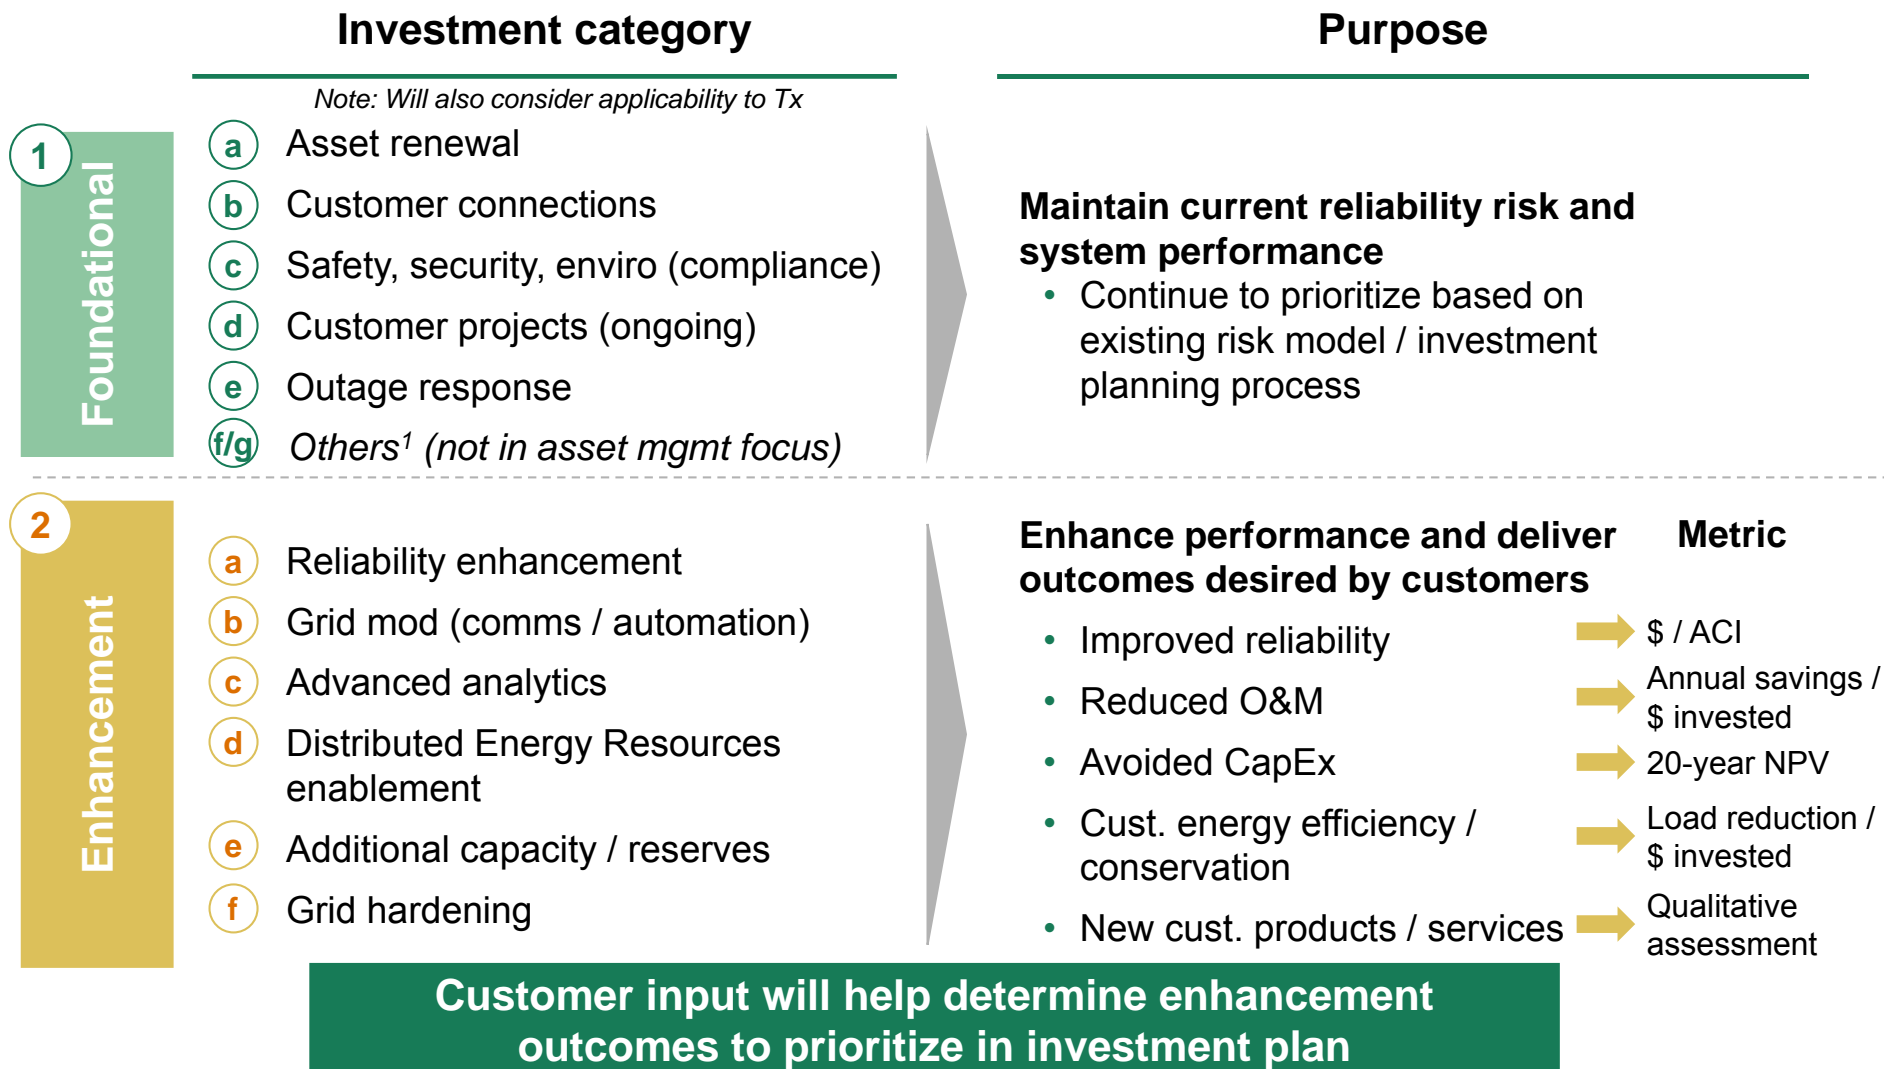 Investment category
Purpose
Note: Will also consider applicability to Tx
1
Foundational
a Asset renewal
b Customer connections
c Safety, security, enviro (compliance)
d Customer projects (ongoing)
e Outage response
f/g Others¹ (not in asset mgmt focus)
Maintain current reliability risk and
system performance
• Continue to prioritize based on
existing risk model / investment
planning process
2
Enhancement
a Reliability enhancement
b Grid mod (comms / automation)
c Advanced analytics
d Distributed Energy Resources
enablement
e Additional capacity / reserves
f Grid hardening
Enhance performance and deliver
outcomes desired by customers
Metric
• Improved reliability
$ / ACI
• Reduced O&M
Annual savings /
$ invested
• Avoided CapEx
20-year NPV
• Cust. energy efficiency /
conservation
Load reduction /
$ invested
• New cust. products / services
Qualitative
assessment
Customer input will help determine enhancement
outcomes to prioritize in investment plan